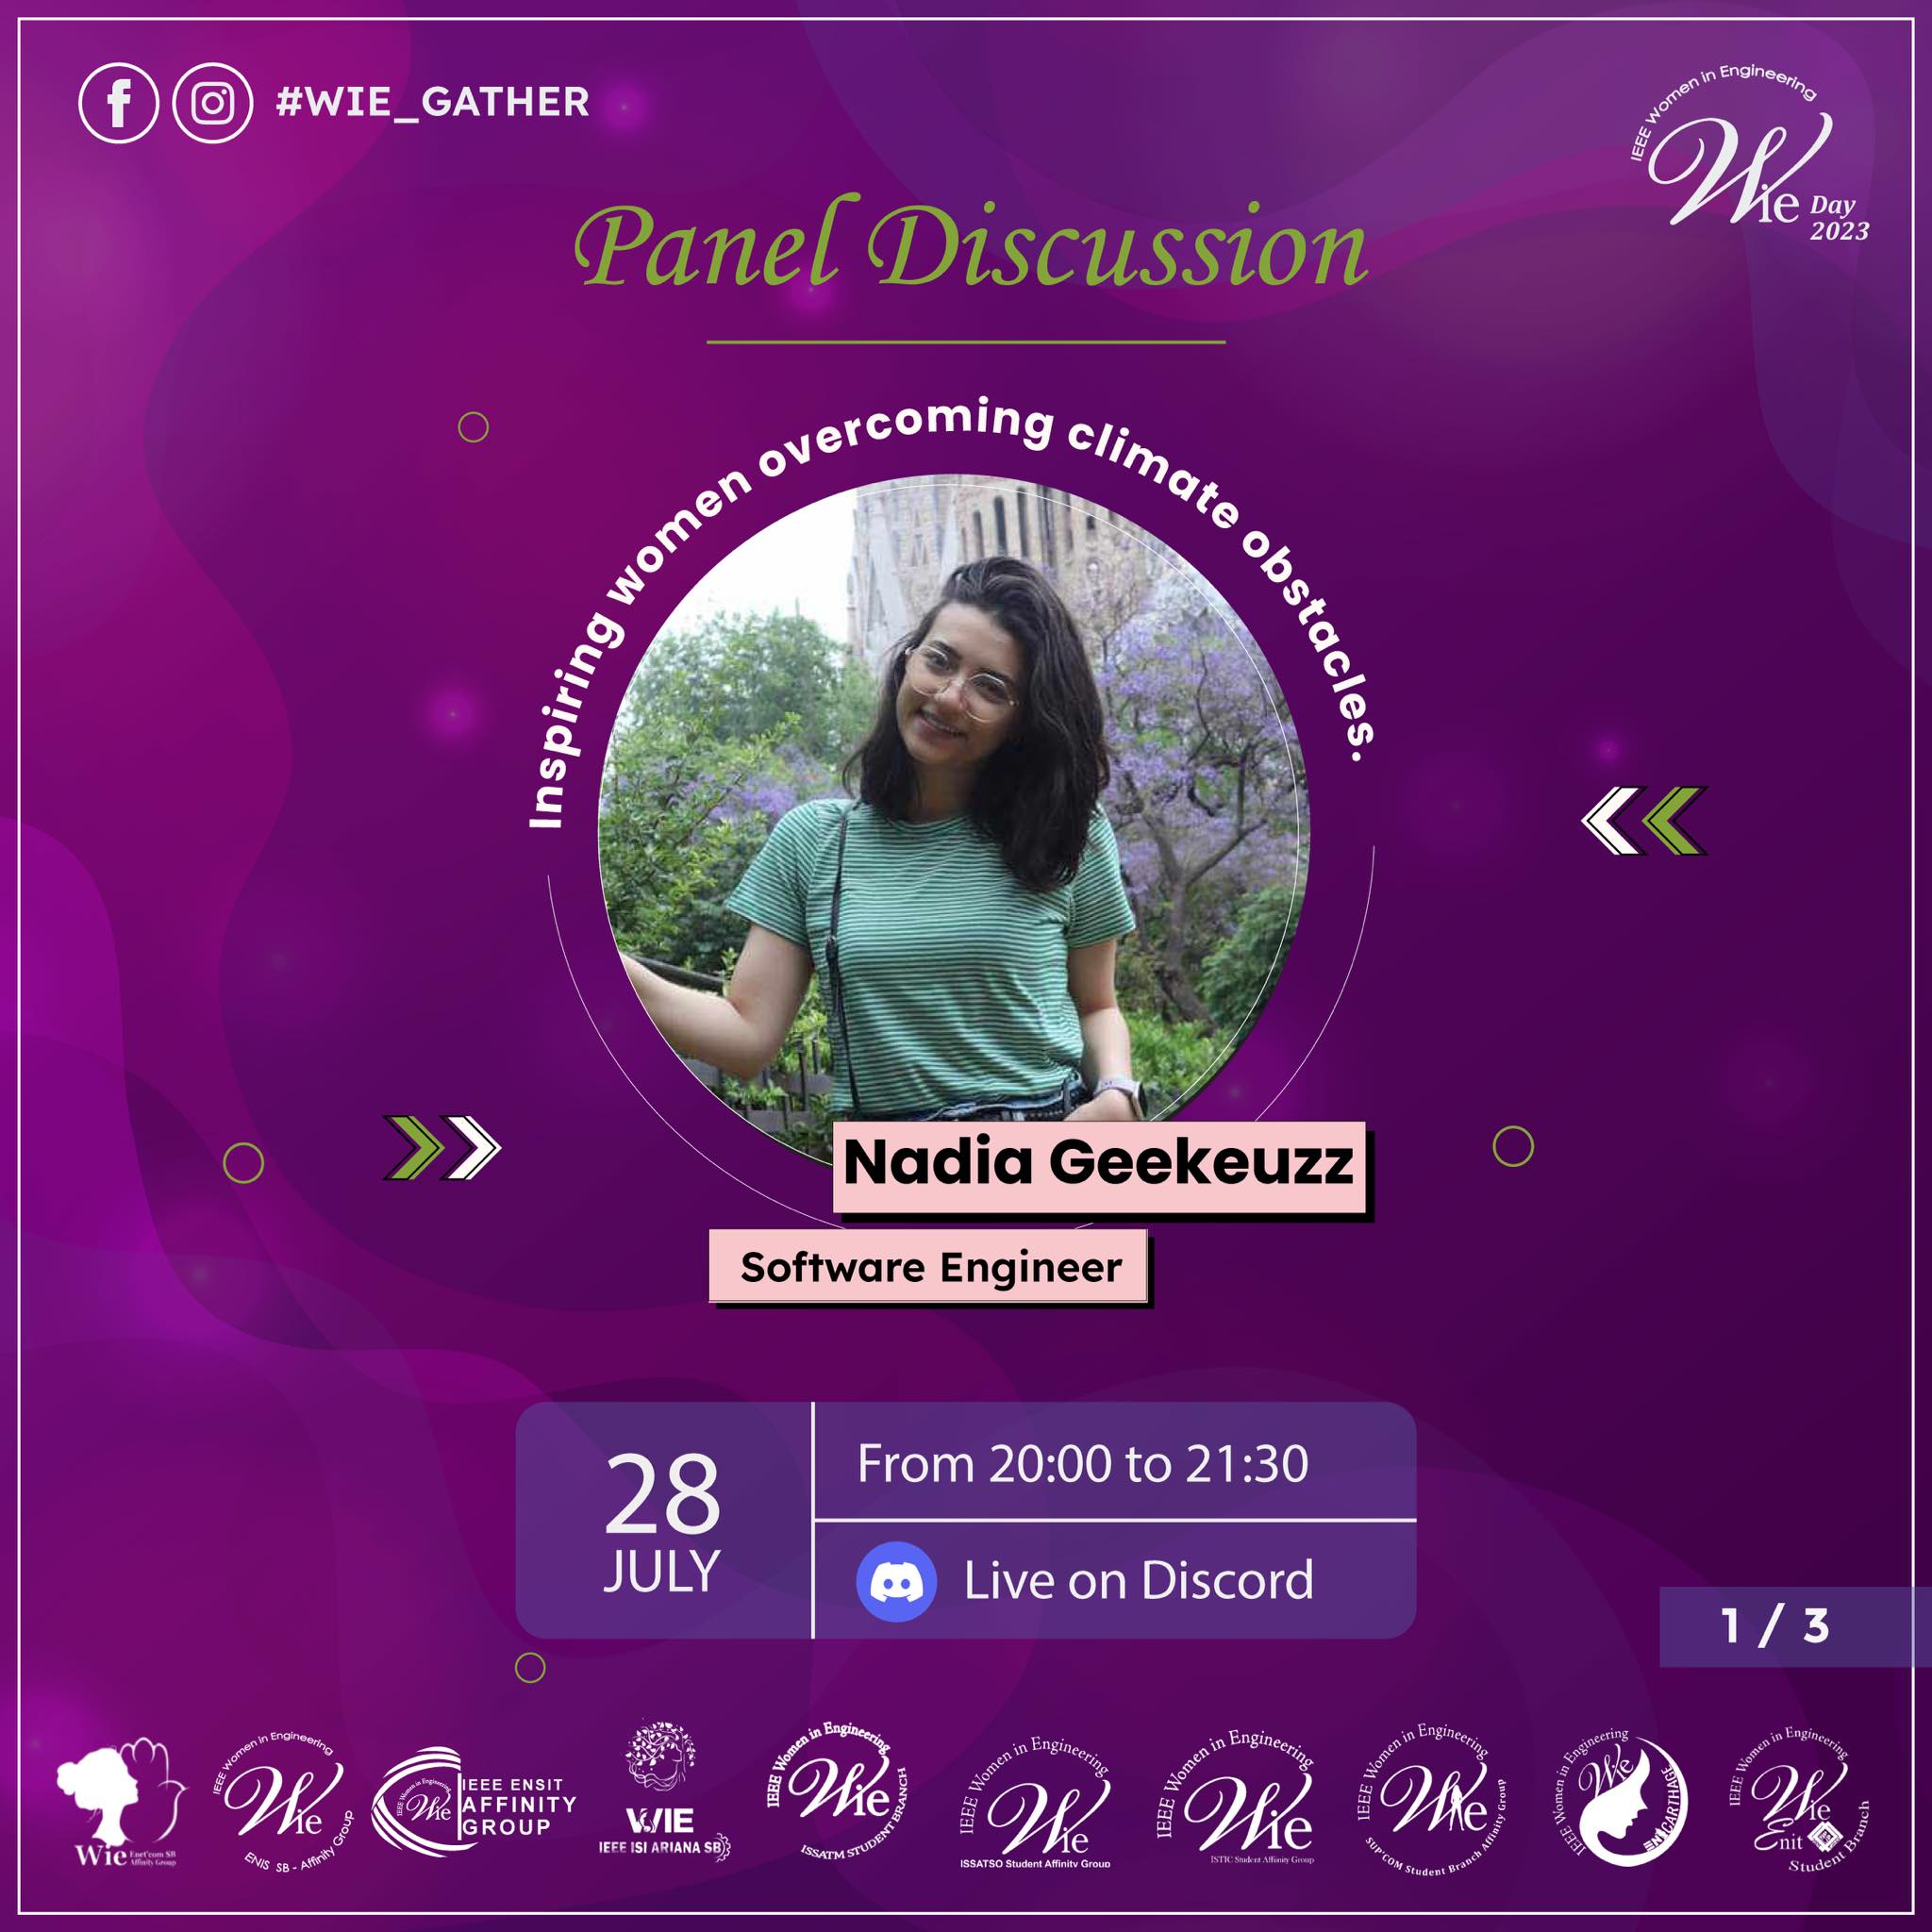 #WIE_GATHER
IEEE Women in Engineering
Wie Day
2023
Panel Discussion
Inspiring women overcoming climate obstacles.
Nadia Geekeuzz
Software Engineer
28
JULY
From 20:00 to 21:30
Live on Discord
1 / 3
Wie Enet'com SB
Affinity Group
IEEE Women in Engineering
Wie
ENIS SB - Affinity Group
IEEE Women in Engineering
Wie
IEEE ENSIT
AFFINITY
GROUP
WIE
IEEE ISI ARIANA SB
IEEE Women in Engineering
Wie
ISSATM STUDENT BRANCH
IEEE Women in Engineering
Wie
ISSATSO Student Affinity Group
IEEE Women in Engineering
Wie
ISTIC Student Affinity Group
IEEE Women in Engineering
Wie
SUP'COM Student Branch Affinity Group
IEEE Women in Engineering
Wie
ENICARTHAGE
IEEE Women in Engineering
Wie
Enit
Student Branch